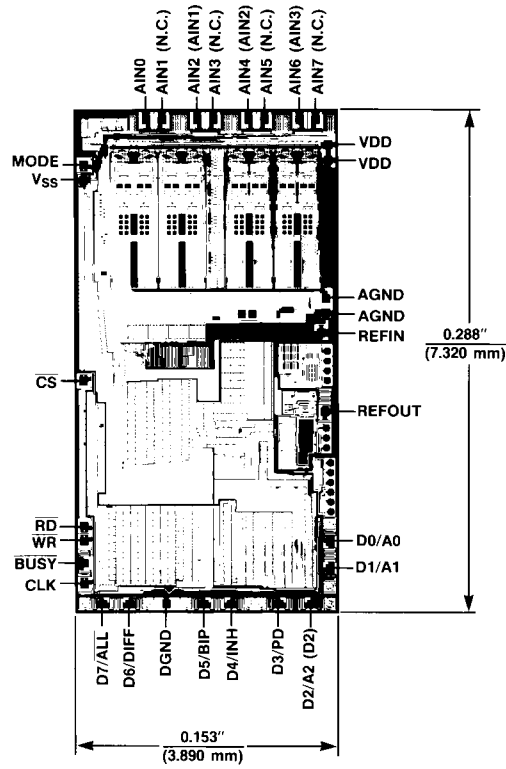 AIN0
AIN1 (N.C.)
AIN2 (AIN1)
AIN3 (N.C.)
AIN4 (AIN2)
AIN5 (N.C.)
AIN6 (AIN3)
AIN7 (N.C.)
MODE
VSS
CS
RD
WR
BUSY
CLK
VDD
VDD
AGND
AGND
REFIN
0.288"
(7.320 mm)
REFOUT
D0/A0
D1/A1
D7/ALL
D6/DIFF
DGND
D5/BIP
D4/INH
D3/PD
D2/A2 (D2)
0.153"
(3.890 mm)